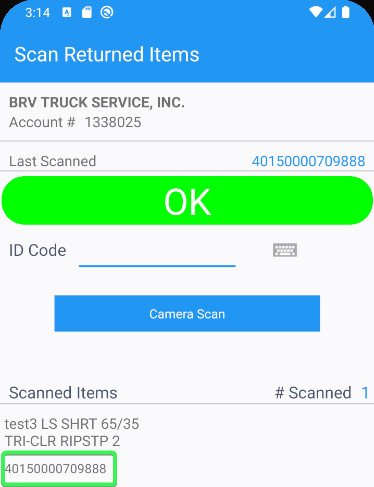 3:14
Scan Returned Items
BRV TRUCK SERVICE, INC.
Account # 1338025
Last Scanned 40150000709888
OK
ID Code
Camera Scan
Scanned Items # Scanned 1
test3 LS SHRT 65/35
TRI-CLR RIPSTP 2
40150000709888